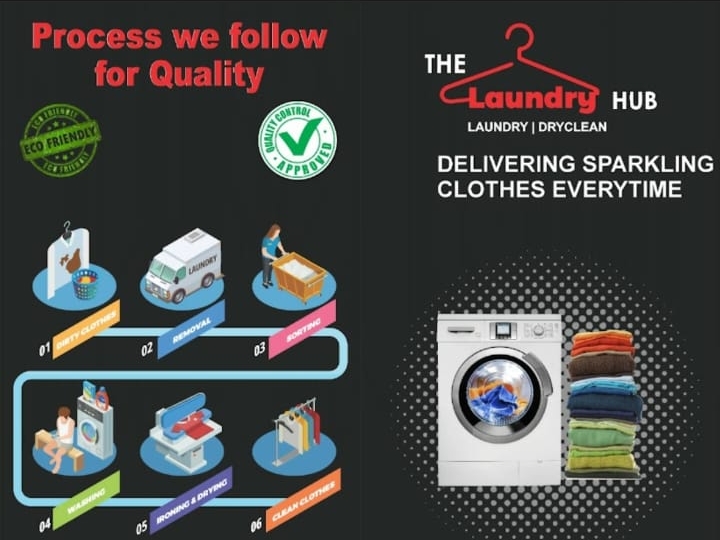 Process we follow
for Quality
ECO FRIENDLY
ECO FRIENDLY
ECO FRIENDLY
QUALITY CONTROL
APPROVED
LAUNDRY
01 DIRTY CLOTHES
02 REMOVAL
03 SORTING
04 WASHING
05 IRONING & DRYING
06 CLEAN CLOTHES
THE
Laundry HUB
LAUNDRY | DRYCLEAN
DELIVERING SPARKLING
CLOTHES EVERYTIME